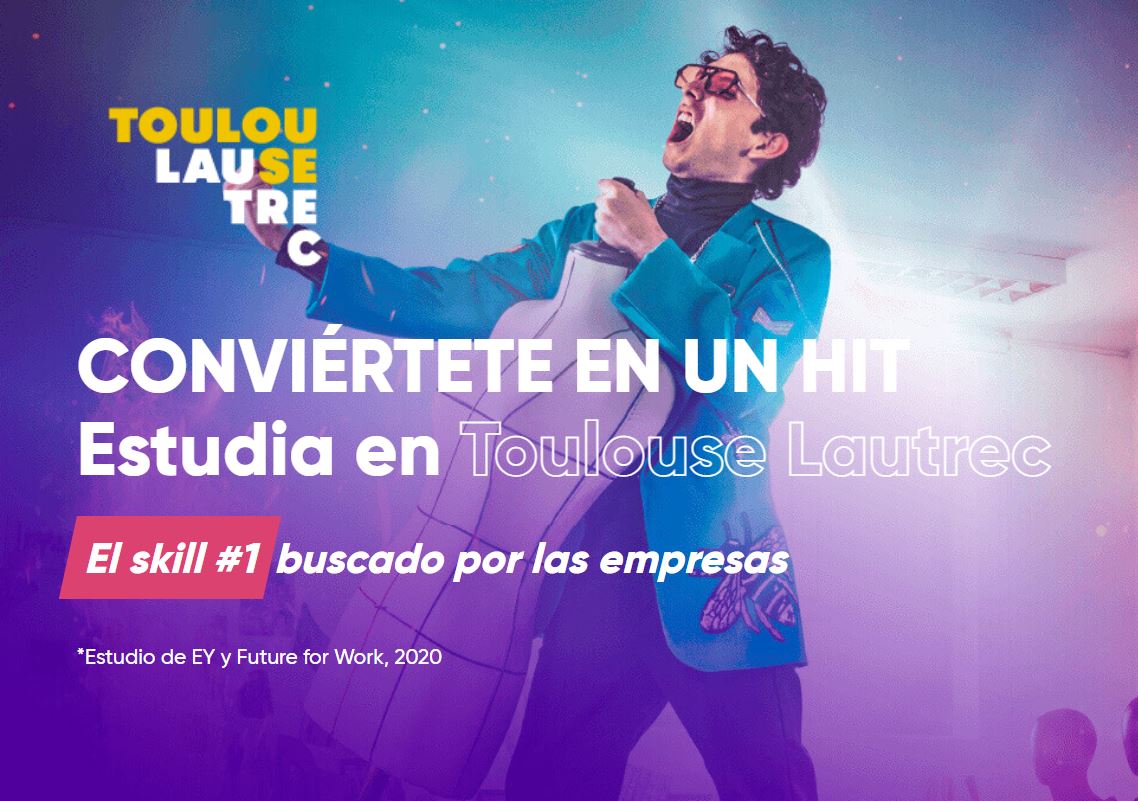 TOULOU
LAUSE
TRE
C
CONVIÉRTETE EN UN HIT
Estudia en Toulouse Lautrec
El skill #1 buscado por las empresas
*Estudio de EY y Future for Work, 2020